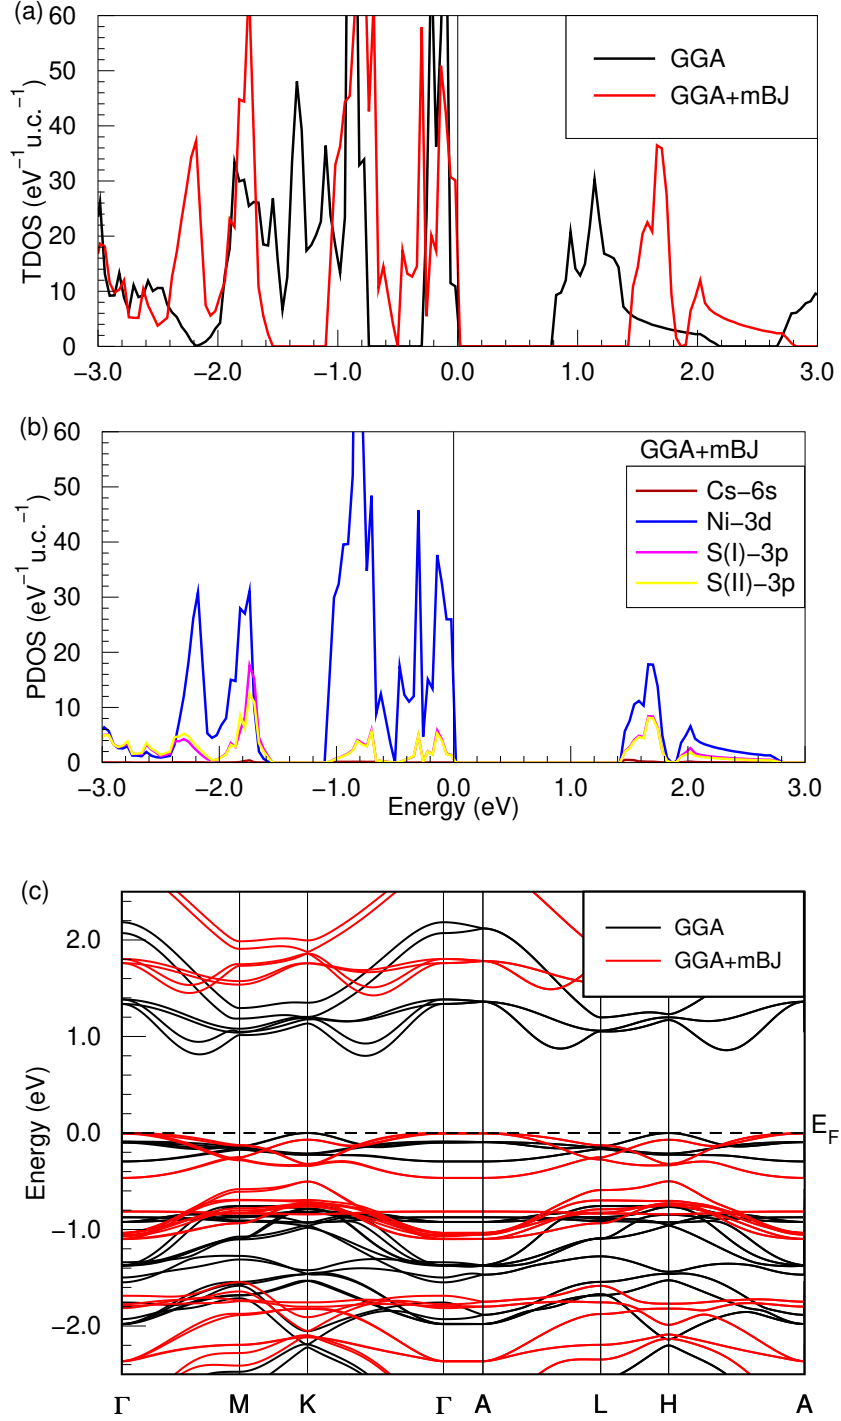 (a)
60
50
40
30
20
10
0
TDOS (eV⁻¹u.c.⁻¹)
GGA
GGA+mBJ
−3.0 −2.0 −1.0 0.0 1.0 2.0 3.0
(b)
60
50
40
30
20
10
0
PDOS (eV⁻¹u.c.⁻¹)
GGA+mBJ
Cs−6s
Ni−3d
S(I)−3p
S(II)−3p
−3.0 −2.0 −1.0 0.0 1.0 2.0 3.0
Energy (eV)
(c)
2.0
1.0
0.0
−1.0
−2.0
Energy (eV)
GGA
GGA+mBJ
E_F
Γ M K Γ A L H A